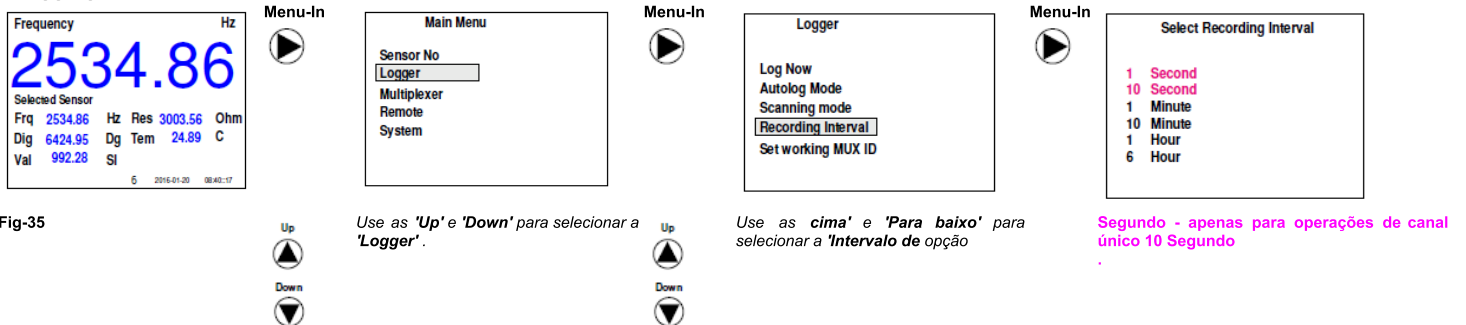 Menu-In
Menu-In
Menu-In
Frequency Hz
2534.86
Selected Sensor
Frq 2534.86 Hz Res 3003.56 Ohm
Dig 6424.95 Dg Tem 24.89 C
Val 992.28 SI
6 2016-01-20 08:40::17
Main Menu
Sensor No
Logger
Multiplexer
Remote
System
Logger
Log Now
Autolog Mode
Scanning mode
Recording Interval
Set working MUX ID
Select Recording Interval
1 Second
10 Second
1 Minute
10 Minute
1 Hour
6 Hour
Fig-35
Up
Down
Use as 'Up' e 'Down' para selecionar a
'Logger' .
Up
Down
Use as cima' e 'Para baixo' para
selecionar a 'Intervalo de opção
Segundo - apenas para operações de canal
único 10 Segundo
.